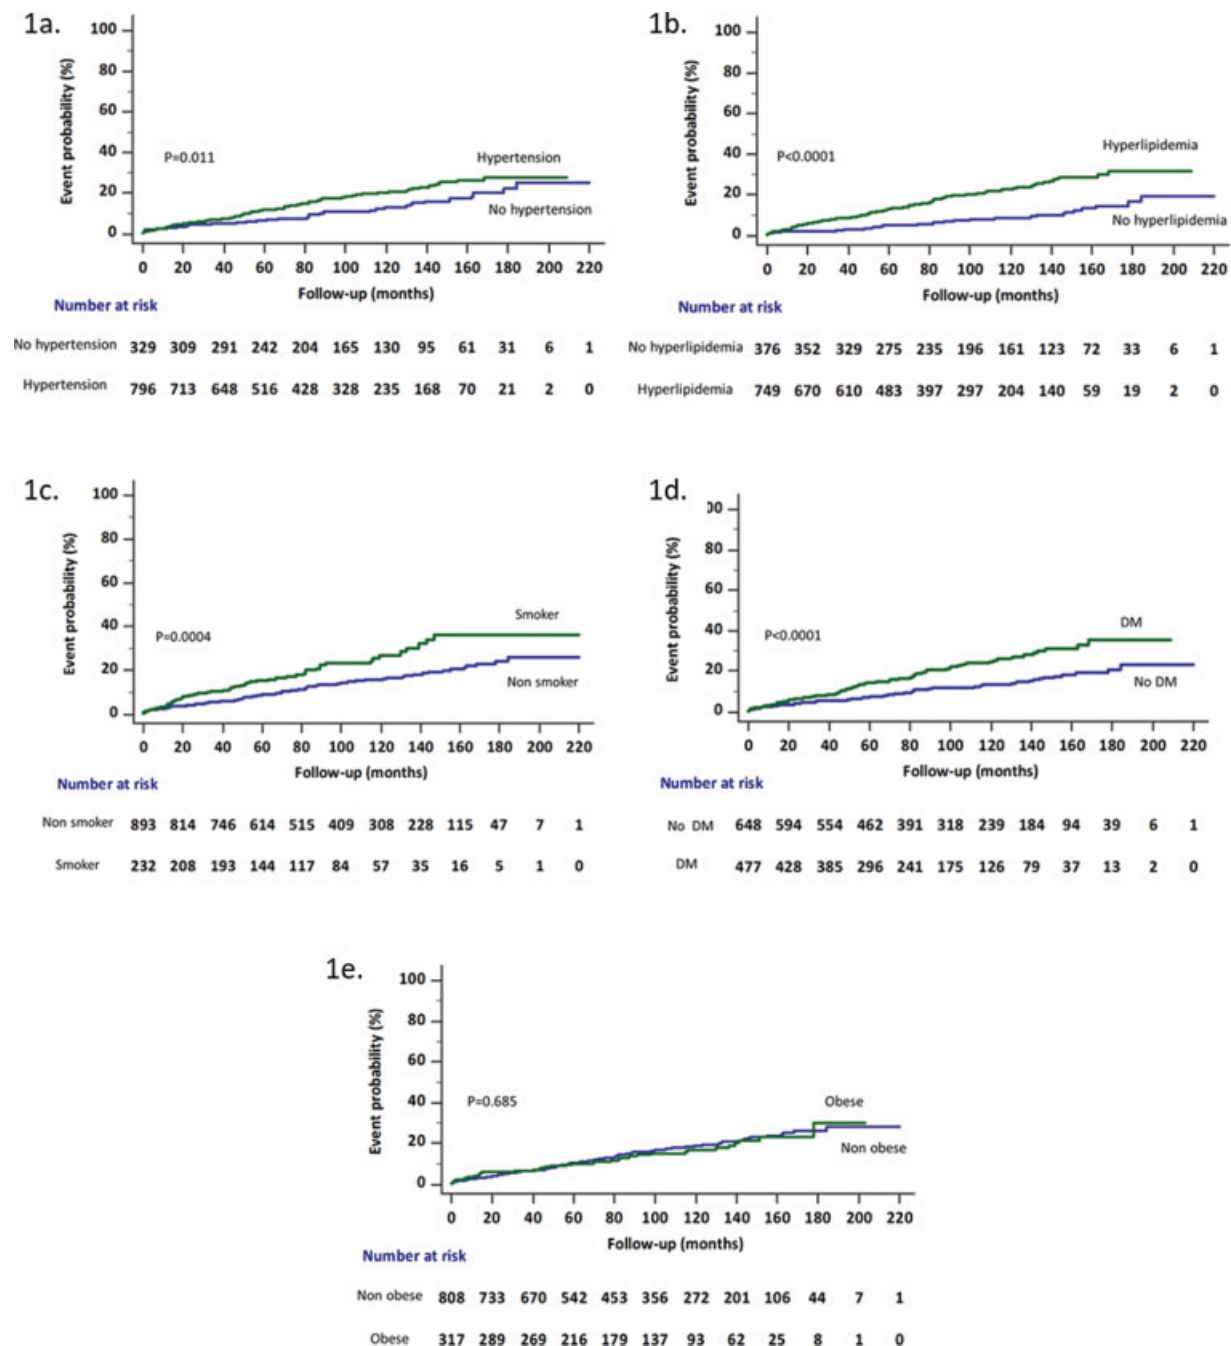 1a.
Event probability (%)
100
80
60
40
20
0
P=0.011
Hypertension
No hypertension
0 20 40 60 80 100 120 140 160 180 200 220
Follow-up (months)
Number at risk
No hypertension 329 309 291 242 204 165 130 95 61 31 6 1
Hypertension 796 713 648 516 428 328 235 168 70 21 2 0
1b.
Event probability (%)
100
80
60
40
20
0
P<0.0001
Hyperlipidemia
No hyperlipidemia
0 20 40 60 80 100 120 140 160 180 200 220
Follow-up (months)
Number at risk
No hyperlipidemia 376 352 329 275 235 196 161 123 72 33 6 1
Hyperlipidemia 749 670 610 483 397 297 204 140 59 19 2 0
1c.
Event probability (%)
100
80
60
40
20
0
P=0.0004
Smoker
Non smoker
0 20 40 60 80 100 120 140 160 180 200 220
Follow-up (months)
Number at risk
Non smoker 893 814 746 614 515 409 308 228 115 47 7 1
Smoker 232 208 193 144 117 84 57 35 16 5 1 0
1d.
Event probability (%)
00
80
60
40
20
0
P<0.0001
DM
No DM
0 20 40 60 80 100 120 140 160 180 200 220
Follow-up (months)
Number at risk
No DM 648 594 554 462 391 318 239 184 94 39 6 1
DM 477 428 385 296 241 175 126 79 37 13 2 0
1e.
Event probability (%)
100
80
60
40
20
0
P=0.685
Obese
Non obese
0 20 40 60 80 100 120 140 160 180 200 220
Follow-up (months)
Number at risk
Non obese 808 733 670 542 453 356 272 201 106 44 7 1
Obese 317 289 269 216 179 137 93 62 25 8 1 0